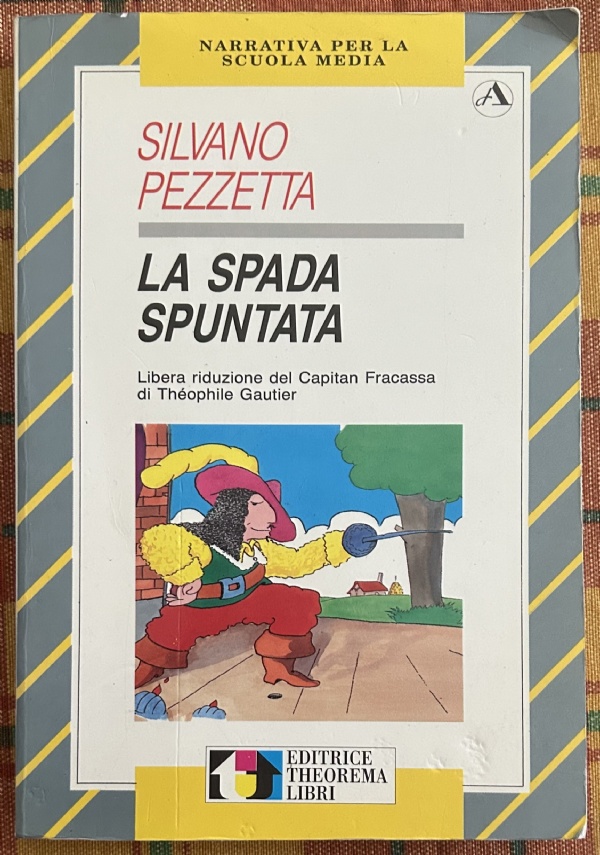 NARRATIVA PER LA
SCUOLA MEDIA
A
SILVANO
PEZZETTA
LA SPADA
SPUNTATA
Libera riduzione del Capitan Fracassa
di Théophile Gautier
EDITRICE
THEOREMA
LIBRI